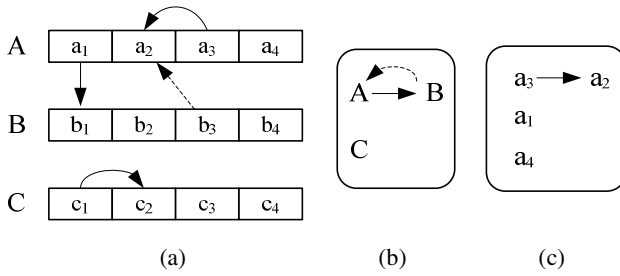 A a₁ a₂ a₃ a₄
B b₁ b₂ b₃ b₄
C c₁ c₂ c₃ c₄
(a)
A B
C
(b)
a₃ a₂
a₁
a₄
(c)